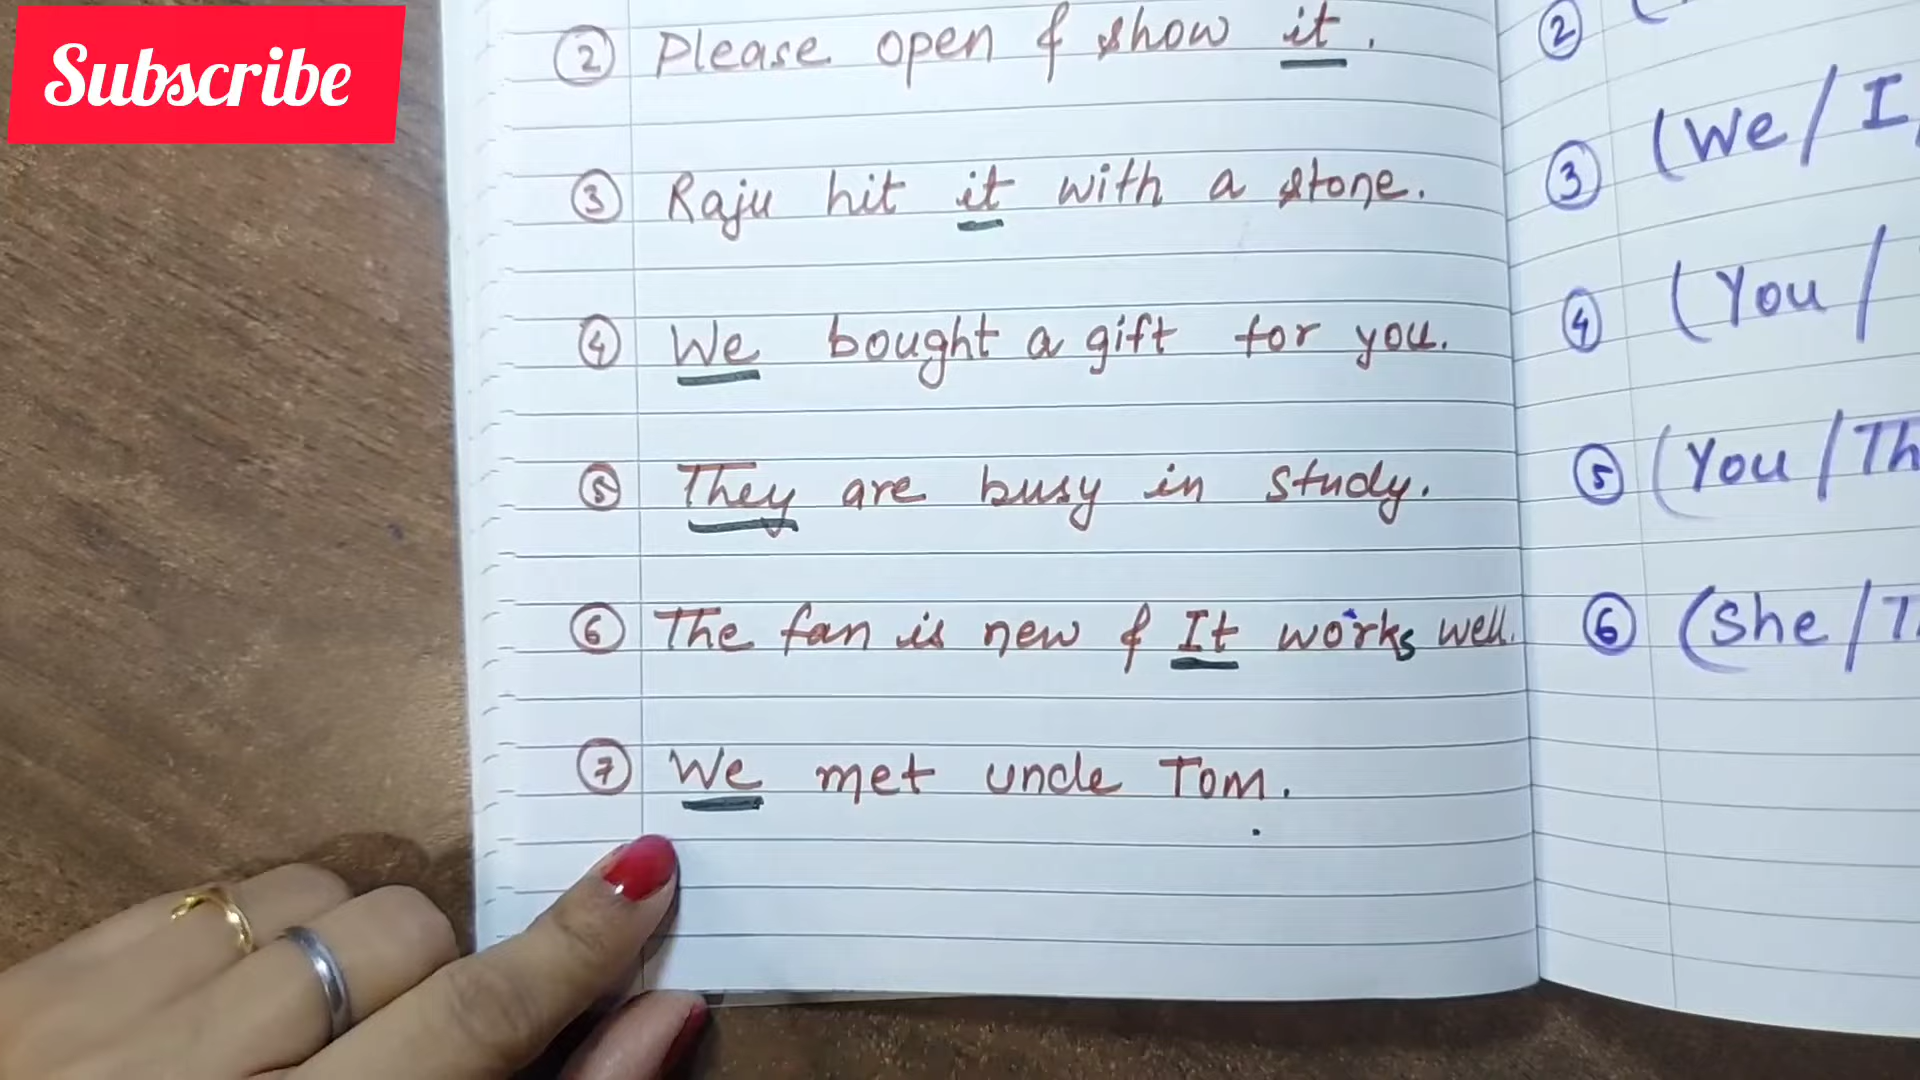 Subscribe
② Please open & show it.
③ Raju hit it with a stone.
④ We bought a gift for you.
⑤ They are busy in study.
⑥ The fan is new & It works well.
⑦ We met uncle Tom.
②
③ (We / I
④ (You /
⑤ (You / Th
⑥ (She / T